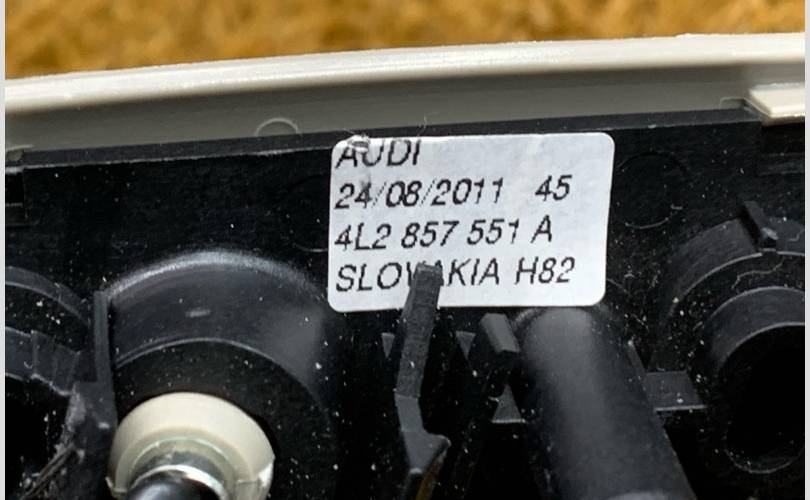 AUDI
24/08/2011 45
4L2 857 551 A
SLOVAKIA H82